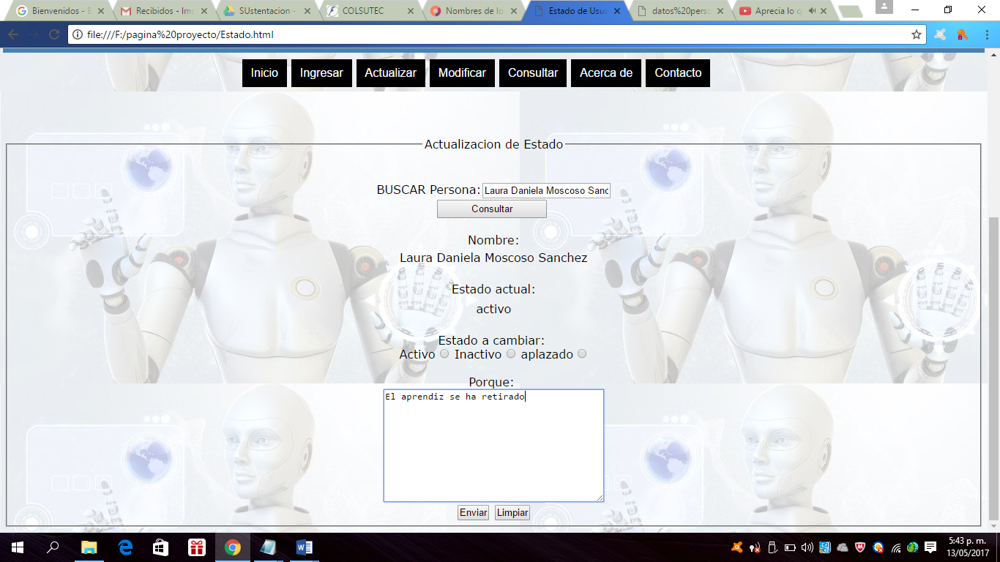 Bienvenidos - E
Recibidos - Imc
SUstentacion -
COLSUTEC
Nombres de lo
Estado de Usua
datos%20perso
Aprecia lo q
file:///F:/pagina%20proyecto/Estado.html
Inicio Ingresar Actualizar Modificar Consultar Acerca de Contacto
Actualizacion de Estado
BUSCAR Persona: Laura Daniela Moscoso Sanc
Consultar
Nombre:
Laura Daniela Moscoso Sanchez
Estado actual:
activo
Estado a cambiar:
Activo Inactivo aplazado
Porque:
El aprendiz se ha retirado
Enviar Limpiar
5:43 p. m.
13/05/2017